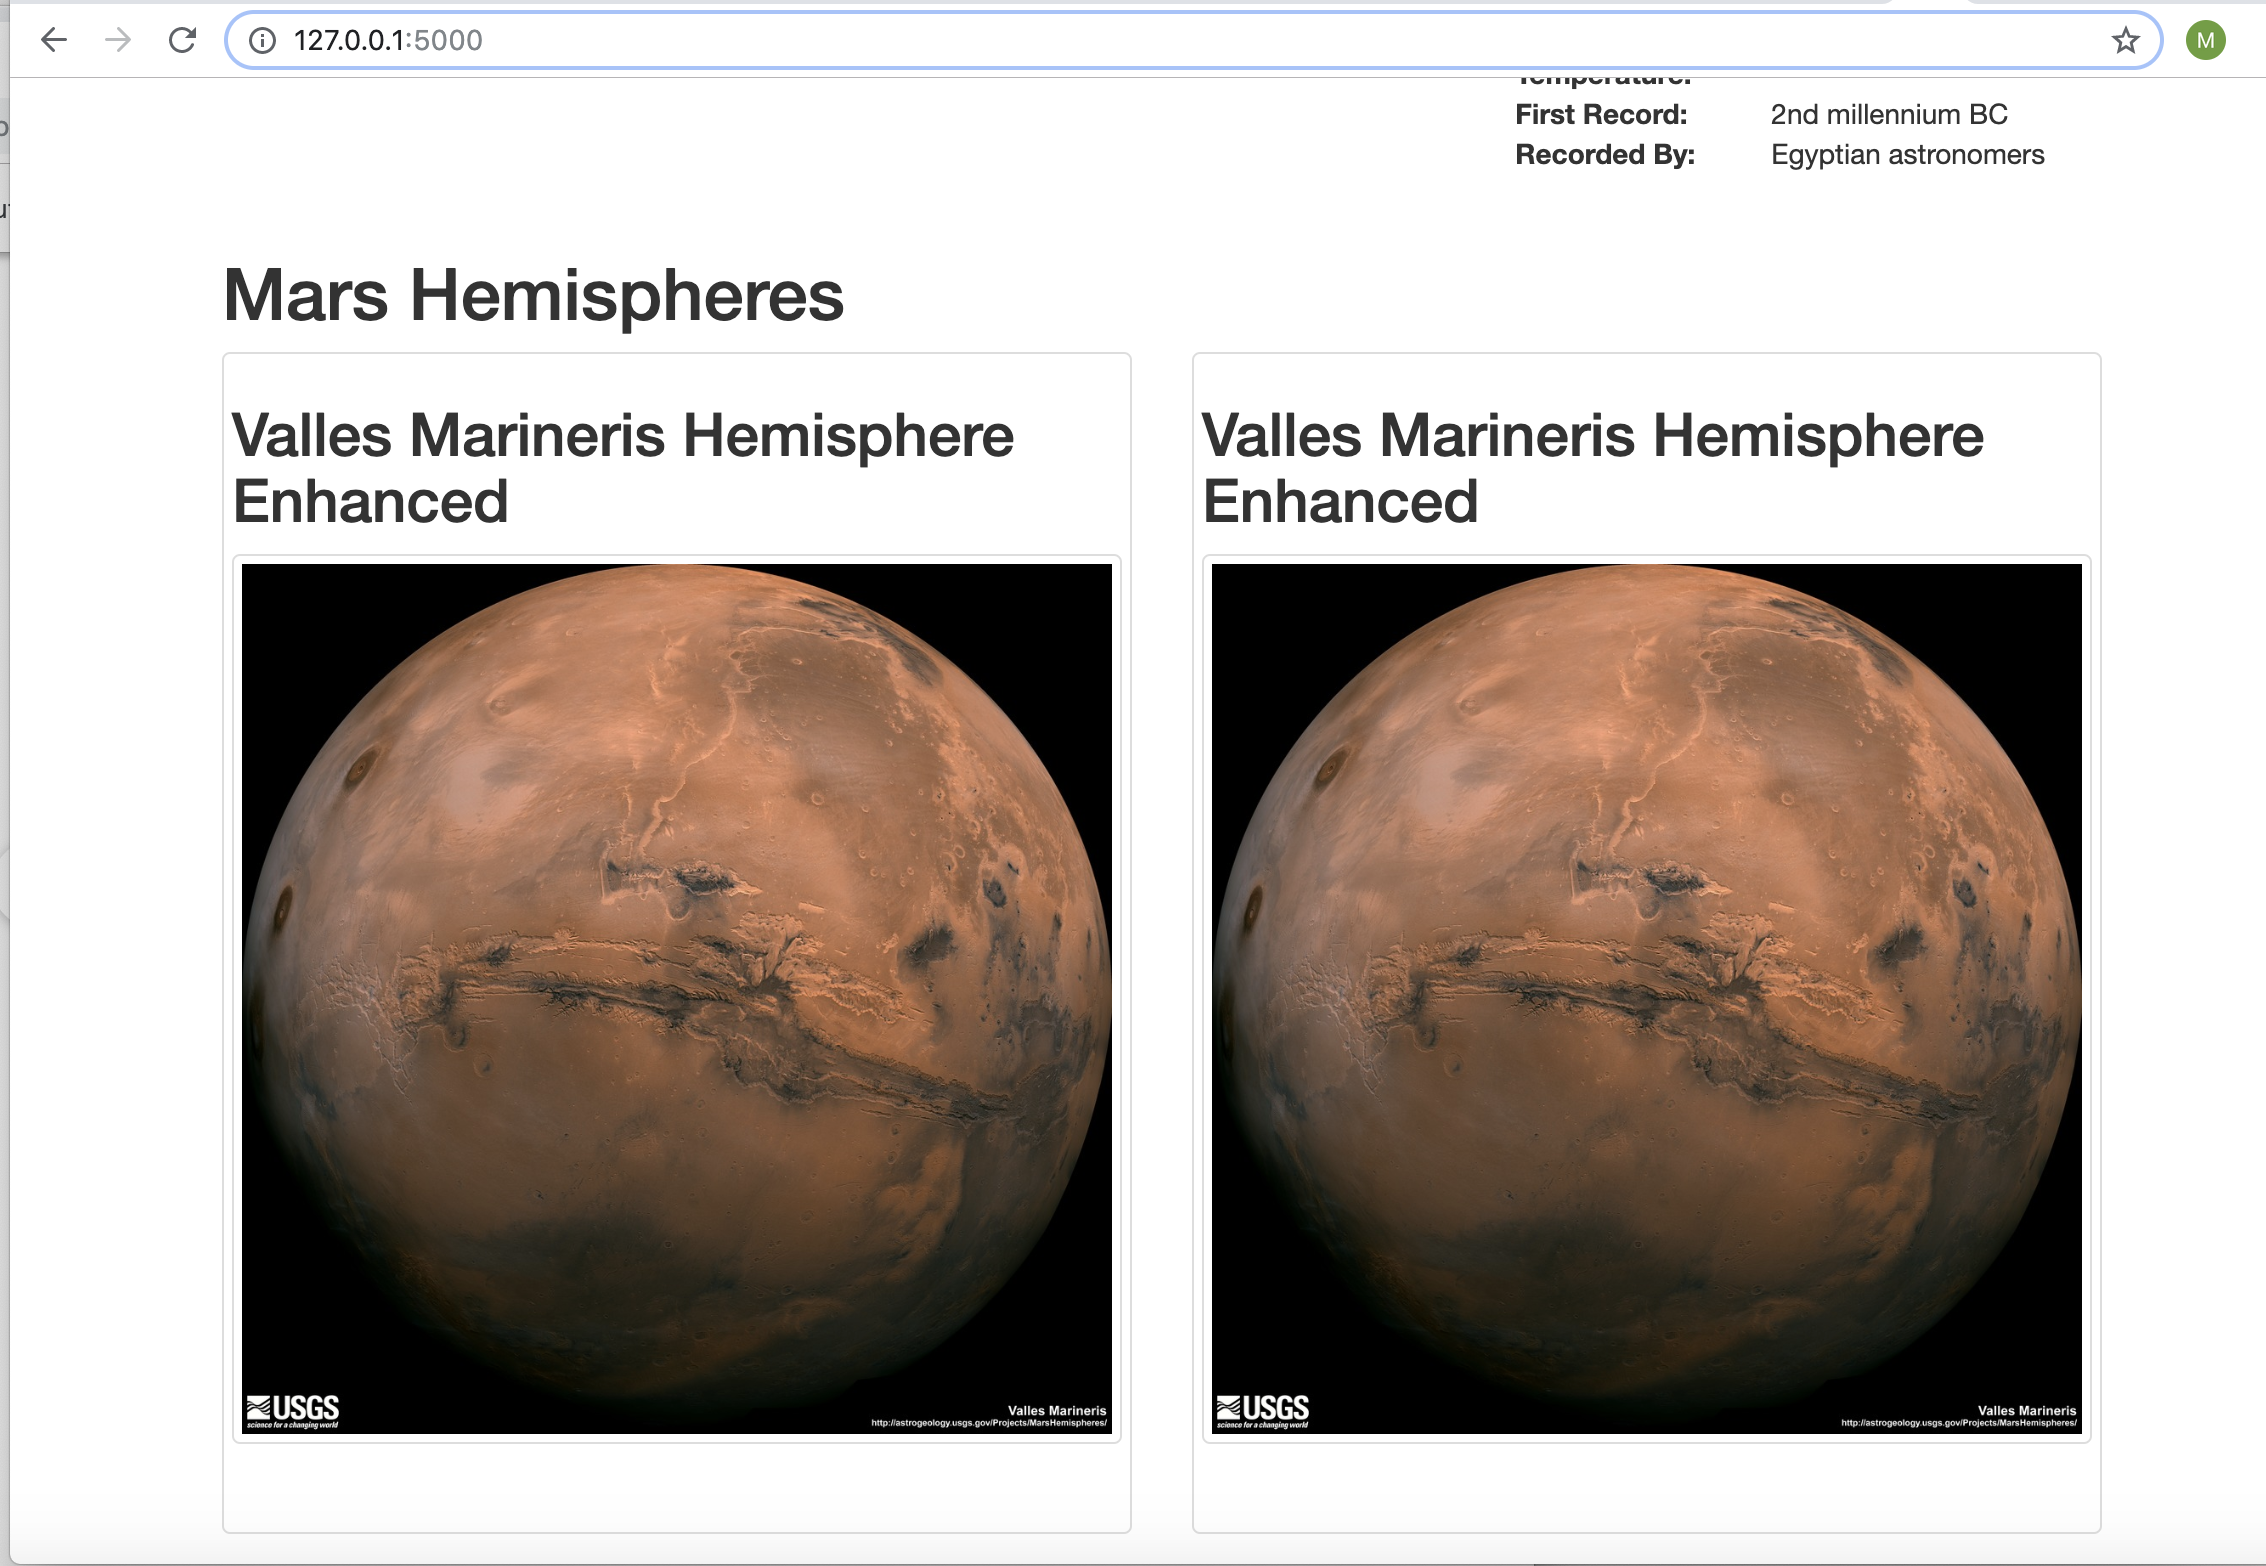 127.0.0.1:5000
M
Temperature:
First Record: 2nd millennium BC
Recorded By: Egyptian astronomers
Mars Hemispheres
Valles Marineris Hemisphere
Enhanced
USGS
science for a changing world
Valles Marineris
http://astrogeology.usgs.gov/Projects/MarsHemispheres/
Valles Marineris Hemisphere
Enhanced
USGS
science for a changing world
Valles Marineris
http://astrogeology.usgs.gov/Projects/MarsHemispheres/